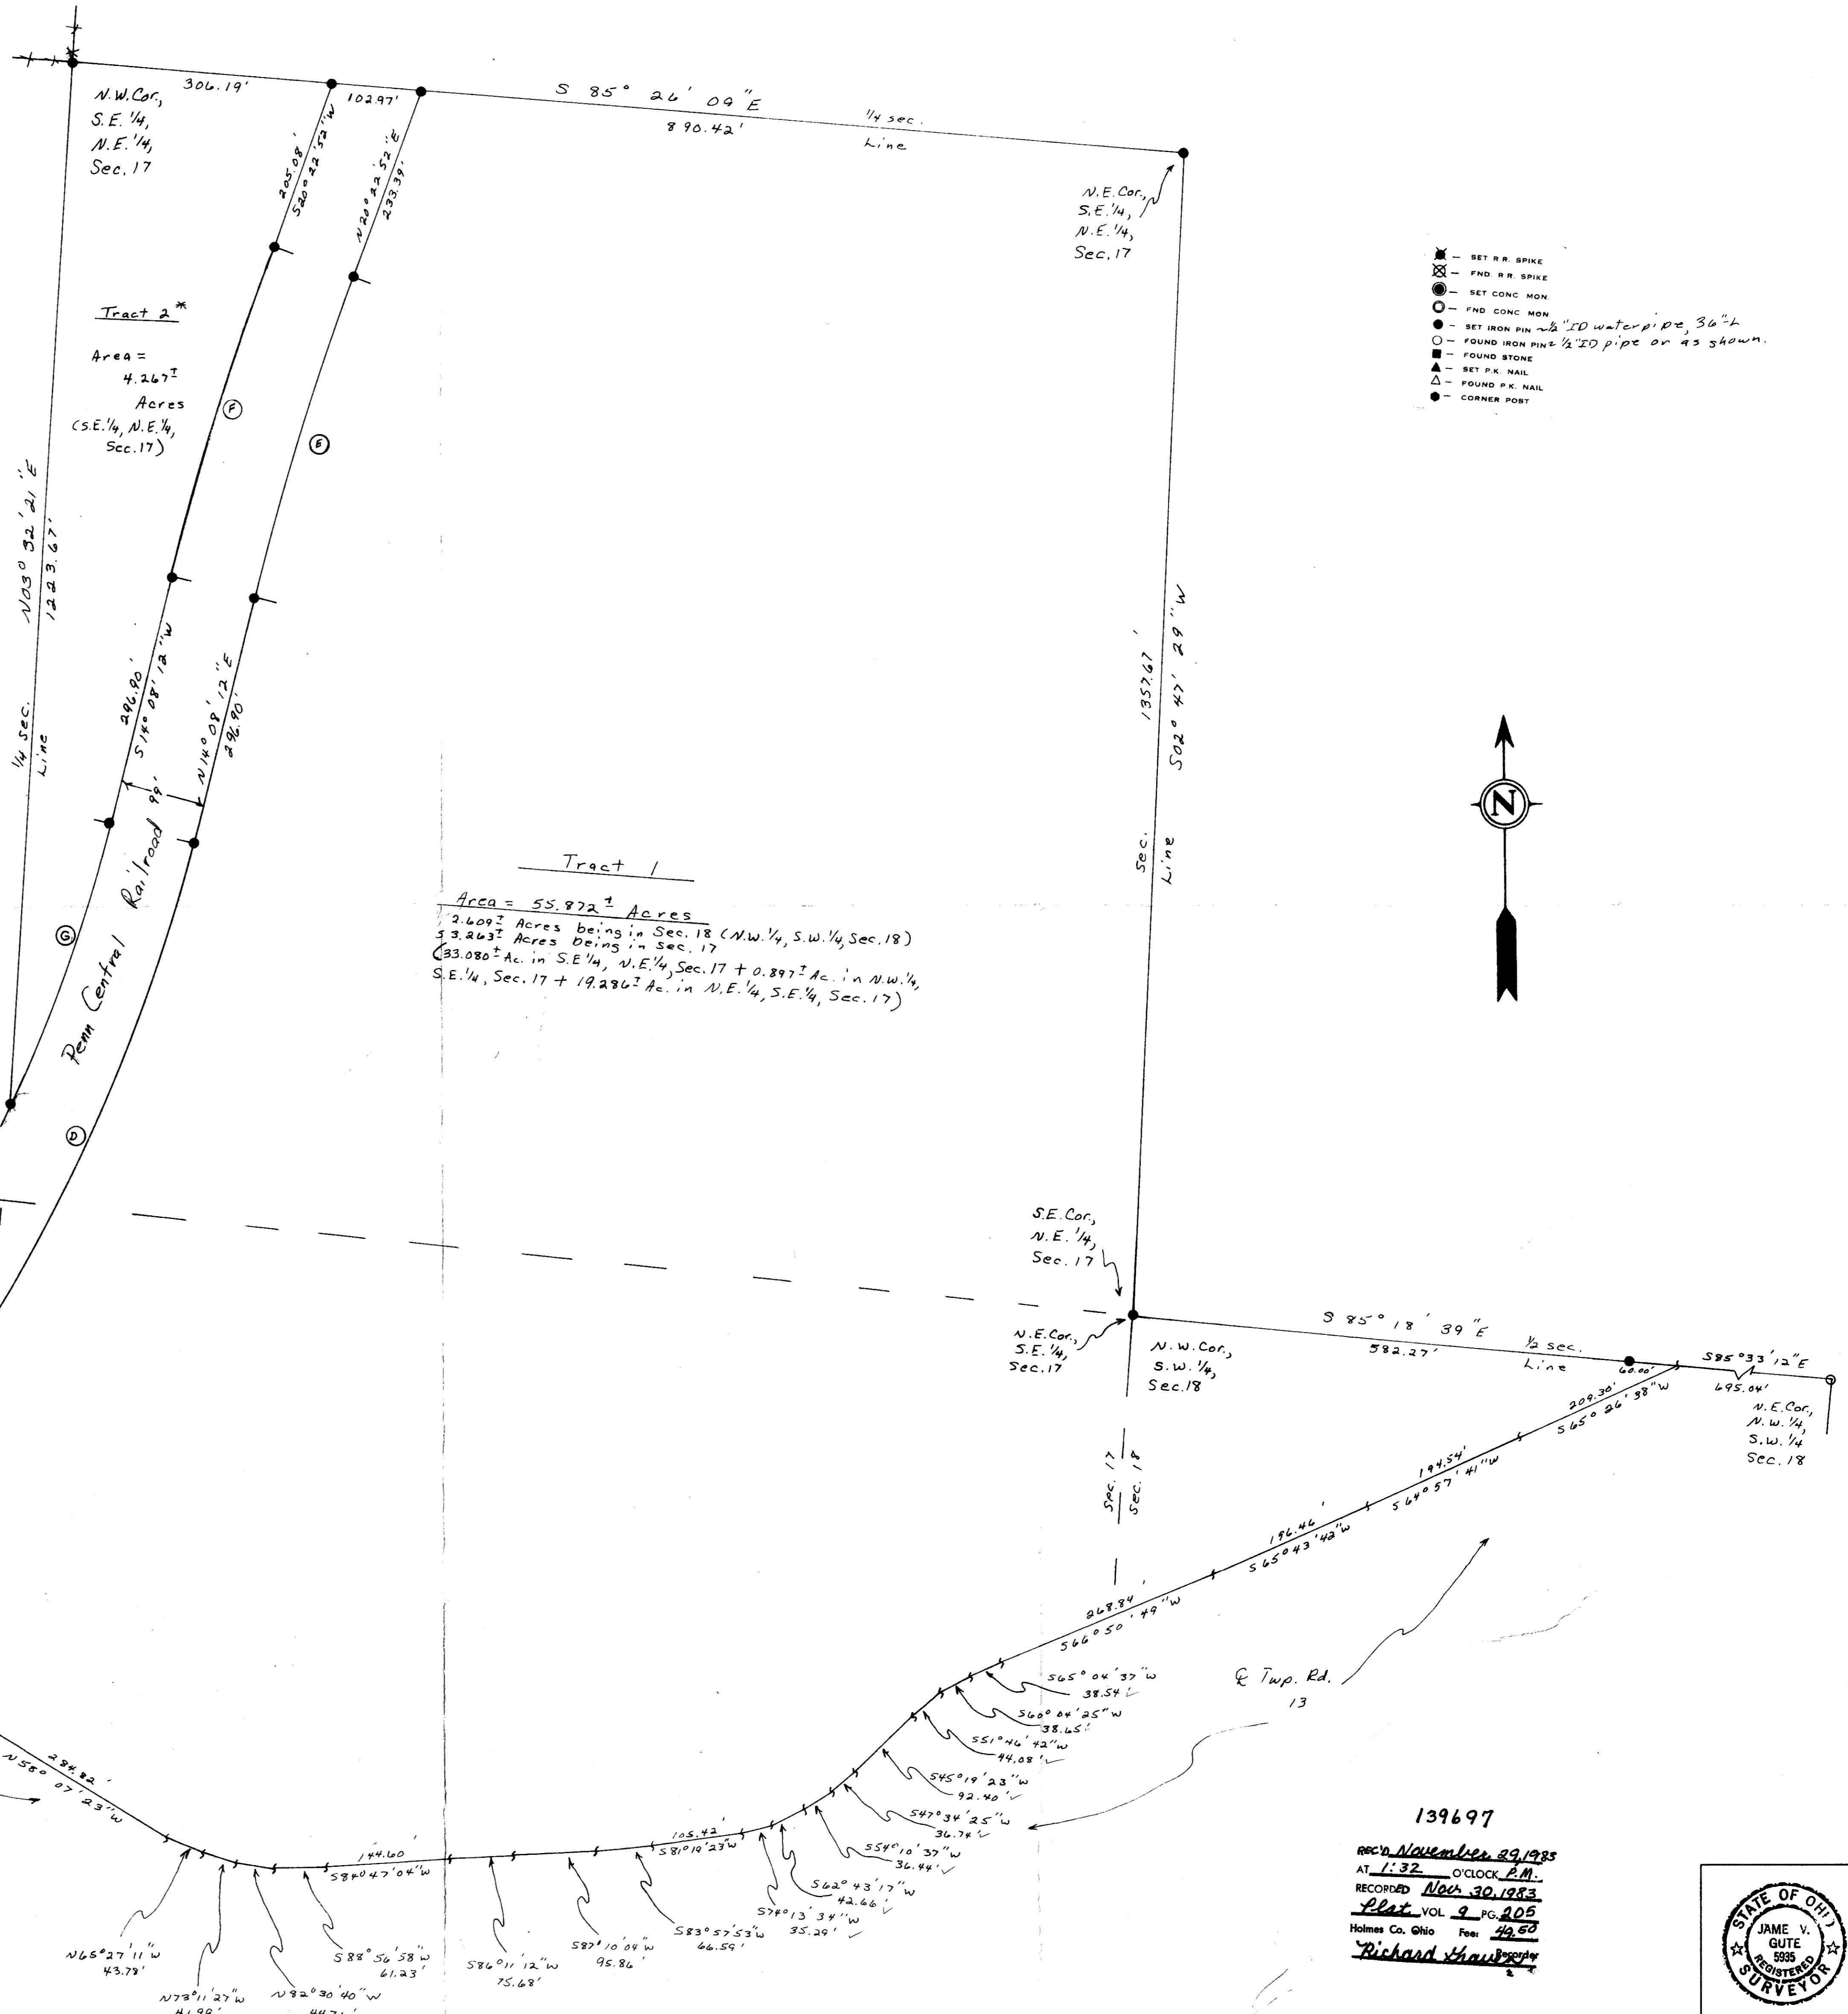 306.19'
102.97'
S 85° 26' 09" E
890.42'
1/4 sec.
Line
N.W. Cor.,
S.E. 1/4,
N.E. 1/4,
Sec. 17
205.08'
S20° 22' 52" W
N 20° 22' 52" E
233.39'
N.E. Cor.,
S.E. 1/4,
N.E. 1/4,
Sec. 17
SET R.R. SPIKE
FND. R.R. SPIKE
SET CONC MON.
FND CONC MON
SET IRON PIN ~ 1/2" ID waterpipe, 36"-L
FOUND IRON PIN ~ 1/2" ID pipe or as shown.
FOUND STONE
SET P.K. NAIL
FOUND P.K. NAIL
CORNER POST
Tract 2 *
Area =
4.267±
Acres
(S.E. 1/4, N.E. 1/4,
Sec. 17)
F
E
N03° 32' 21" E
1223.67'
1/4 sec.
Line
296.90'
S14° 08' 12" W
N14° 08' 12" E
296.90'
99'
Penn Central Railroad
G
D
Sec. 1357.67'
Line S02° 47' 29" W
N
Tract 1
Area = 55.872± Acres
2.609± Acres being in Sec. 18 (N.W. 1/4, S.W. 1/4, Sec. 18)
53.263± Acres being in Sec. 17
(33.080± Ac. in S.E 1/4, N.E. 1/4, Sec. 17 + 0.897± Ac. in N.W. 1/4,
S.E. 1/4, Sec. 17 + 19.286± Ac. in N.E. 1/4, S.E. 1/4, Sec. 17)
S.E. Cor.,
N.E. 1/4,
Sec. 17
N.E. Cor.,
S.E. 1/4,
Sec. 17
N.W. Cor.,
S.W. 1/4,
Sec. 18
S 85° 18' 39" E
582.27'
1/2 sec.
Line
60.00'
S85° 33' 12" E
695.04'
N.E. Cor.,
N.W. 1/4,
S.W. 1/4
Sec. 18
209.30'
S65° 26' 38" W
194.54'
S64° 57' 41" W
196.46'
S65° 43' 42" W
Sec. 17
Sec. 18
268.84'
S66° 50' 49" W
S65° 04' 37" W
38.54'
S60° 04' 25" W
38.65'
S51° 46' 42" W
44.08'
S45° 19' 23" W
92.40'
S47° 34' 25" W
36.74'
S54° 10' 37" W
36.44'
S62° 43' 17" W
42.66'
S74° 13' 34" W
35.29'
℄ Twp. Rd.
13
284.82'
N58° 07' 23" W
144.60'
S84° 47' 04" W
105.42'
S81° 19' 23" W
N65° 27' 11" W
43.78'
N73° 11' 27" W
41.99'
N82° 30' 40" W
S88° 56' 58" W
61.23'
S86° 11' 12" W
75.68'
S87° 10' 04" W
95.86'
S83° 57' 53" W
66.59'
139697
REC'D November 29, 1983
AT 1:32 O'CLOCK P.M.
RECORDED Nov. 30, 1983
Plat VOL 9 PG. 205
Holmes Co. Ohio Fee: 49.50
Richard Recorder
STATE OF OHIO
JAME V.
GUTE
5935
REGISTERED
SURVEYOR